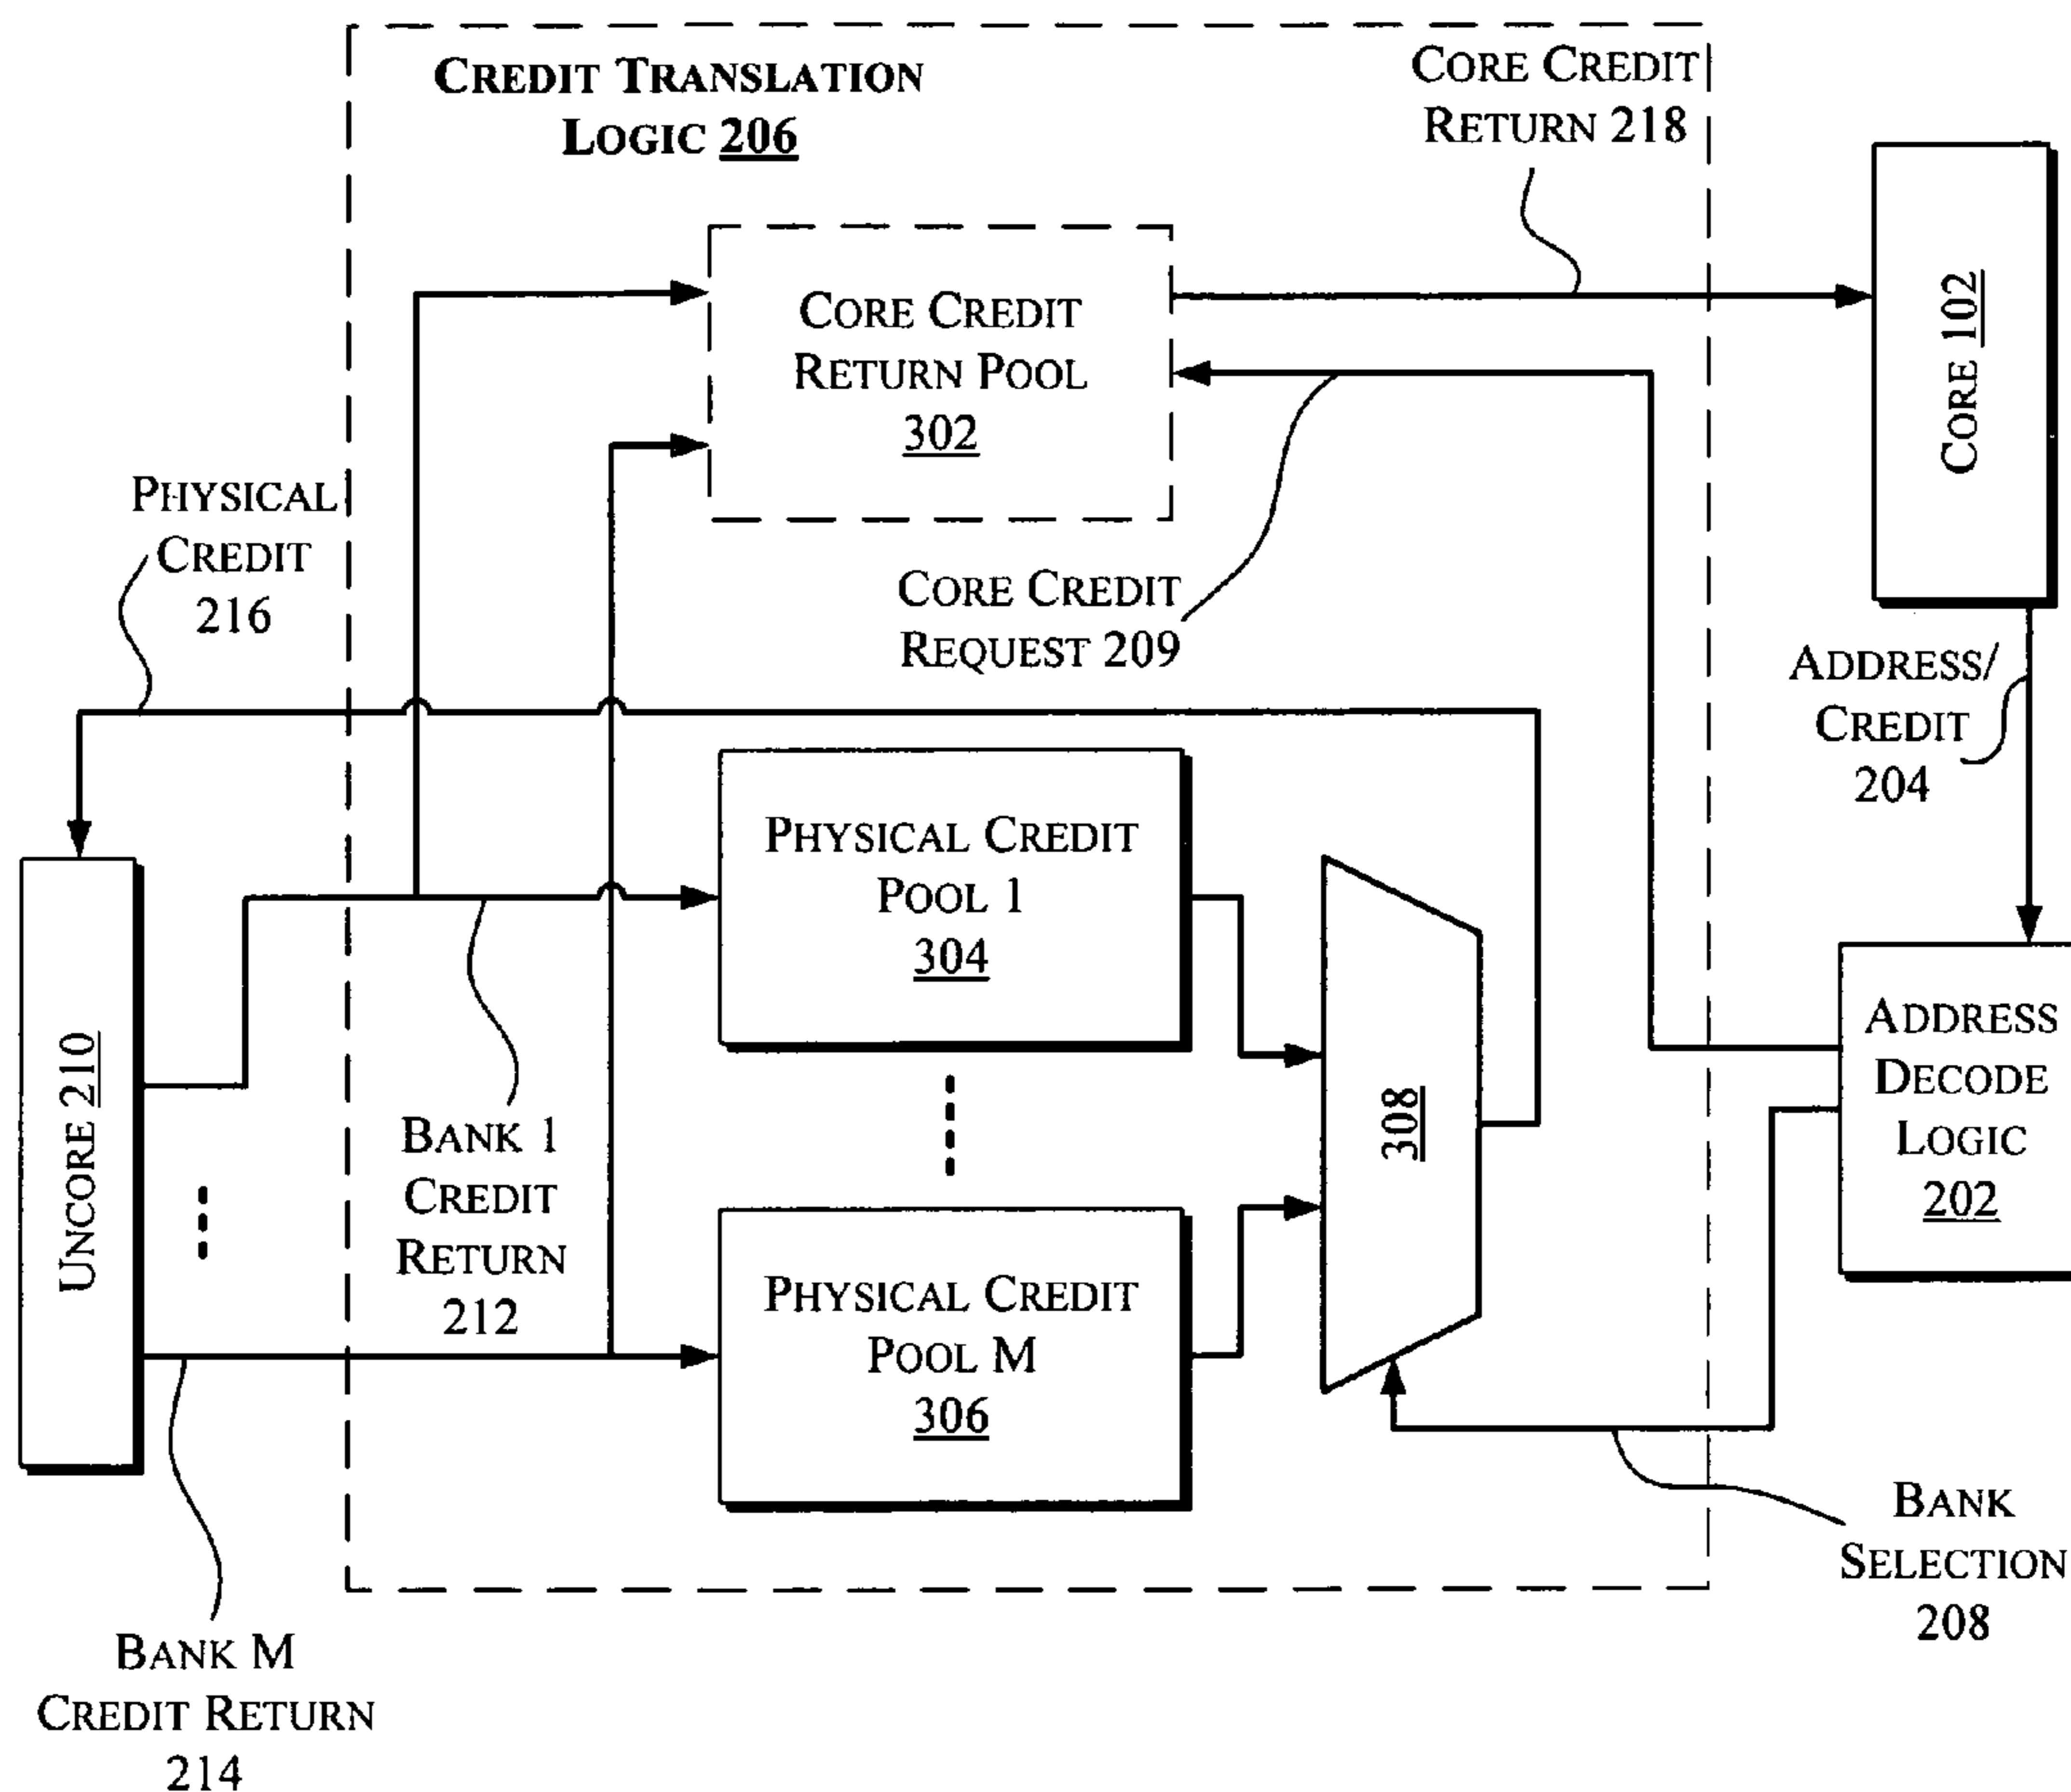 CREDIT TRANSLATION
LOGIC 206
CORE CREDIT
RETURN 218
CORE CREDIT
RETURN POOL
302
CORE 102
PHYSICAL
CREDIT
216
CORE CREDIT
REQUEST 209
ADDRESS/
CREDIT
204
PHYSICAL CREDIT
POOL 1
304
UNCORE 210
BANK 1
CREDIT
RETURN
212
308
ADDRESS
DECODE
LOGIC
202
PHYSICAL CREDIT
POOL M
306
BANK
SELECTION
208
BANK M
CREDIT RETURN
214